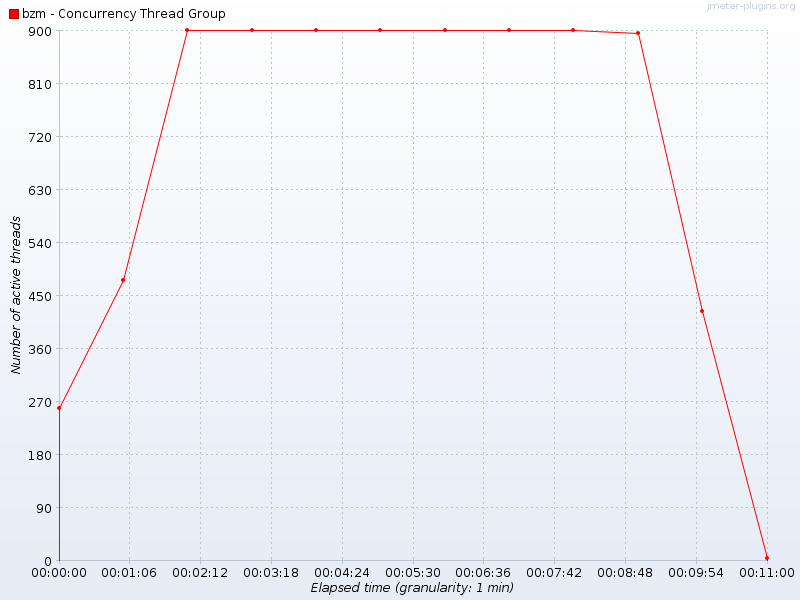 jmeter-plugins.org
bzm - Concurrency Thread Group
900
810
720
630
540
450
360
270
180
90
0
Number of active threads
00:00:00 00:01:06 00:02:12 00:03:18 00:04:24 00:05:30 00:06:36 00:07:42 00:08:48 00:09:54 00:11:00
Elapsed time (granularity: 1 min)